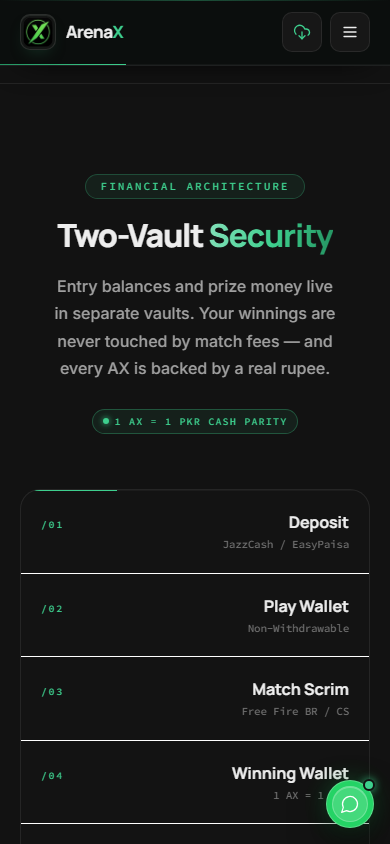 ArenaX
FINANCIAL ARCHITECTURE
Two-Vault Security
Entry balances and prize money live
in separate vaults. Your winnings are
never touched by match fees — and
every AX is backed by a real rupee.
1 AX = 1 PKR CASH PARITY
/01
Deposit
JazzCash / EasyPaisa
/02
Play Wallet
Non-Withdrawable
/03
Match Scrim
Free Fire BR / CS
/04
Winning Wallet
1 AX = 1